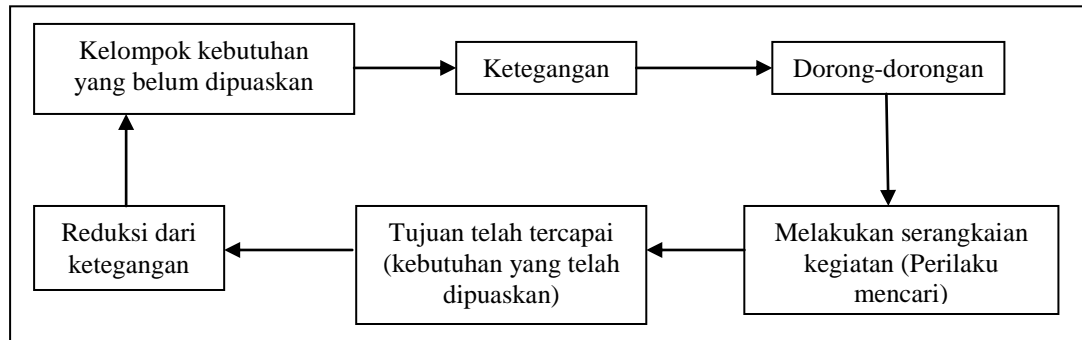 Kelompok kebutuhan
yang belum dipuaskan
Ketegangan
Dorong-dorongan
Melakukan serangkaian
kegiatan (Perilaku
mencari)
Tujuan telah tercapai
(kebutuhan yang telah
dipuaskan)
Reduksi dari
ketegangan